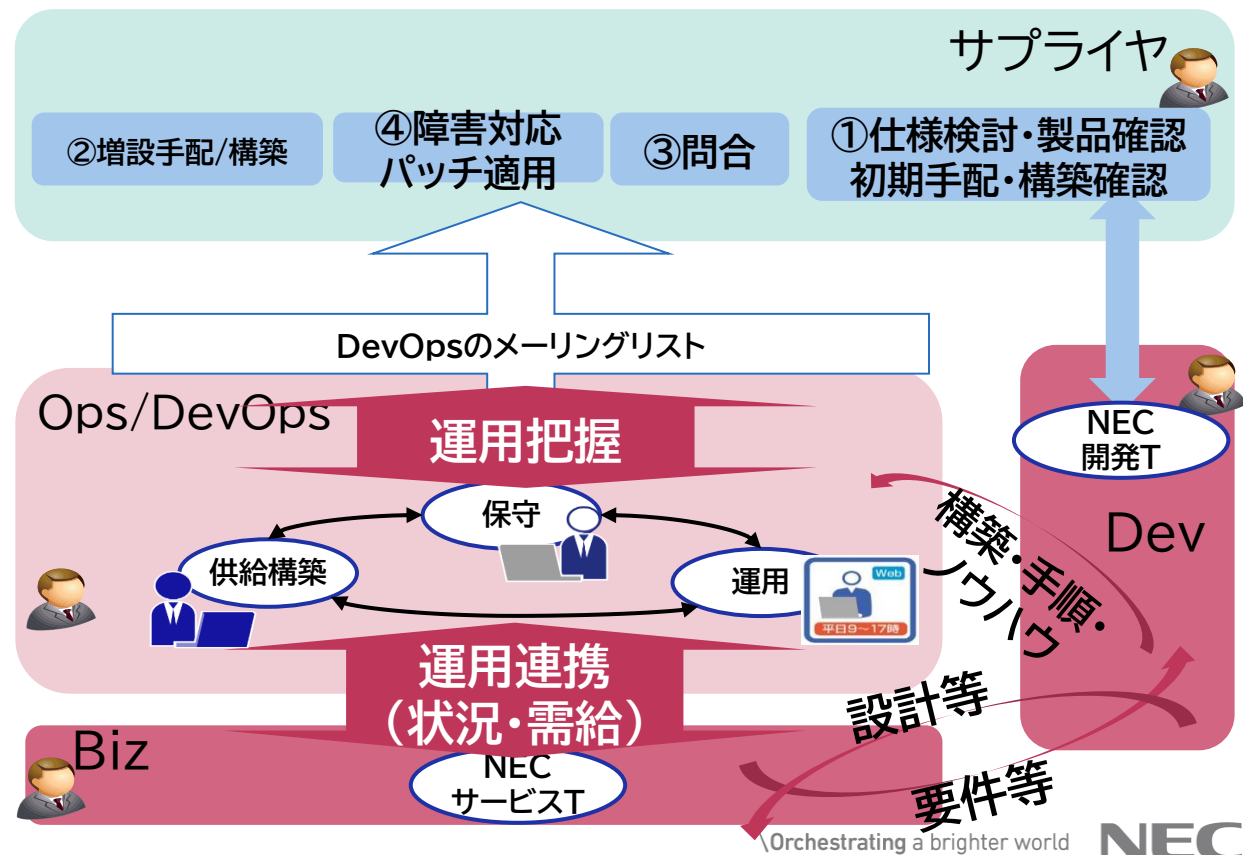 サプライヤ
②増設手配/構築
④障害対応
パッチ適用
③問合
①仕様検討・製品確認
初期手配・構築確認
DevOpsのメーリングリスト
Ops/DevOps
運用把握
NEC
開発T
保守
供給構築
運用
Web
平日9～17時
構築・手順・
ノウハウ
Dev
運用連携
（状況・需給）
設計等
Biz
NEC
サービスT
要件等
\Orchestrating a brighter world
NEC